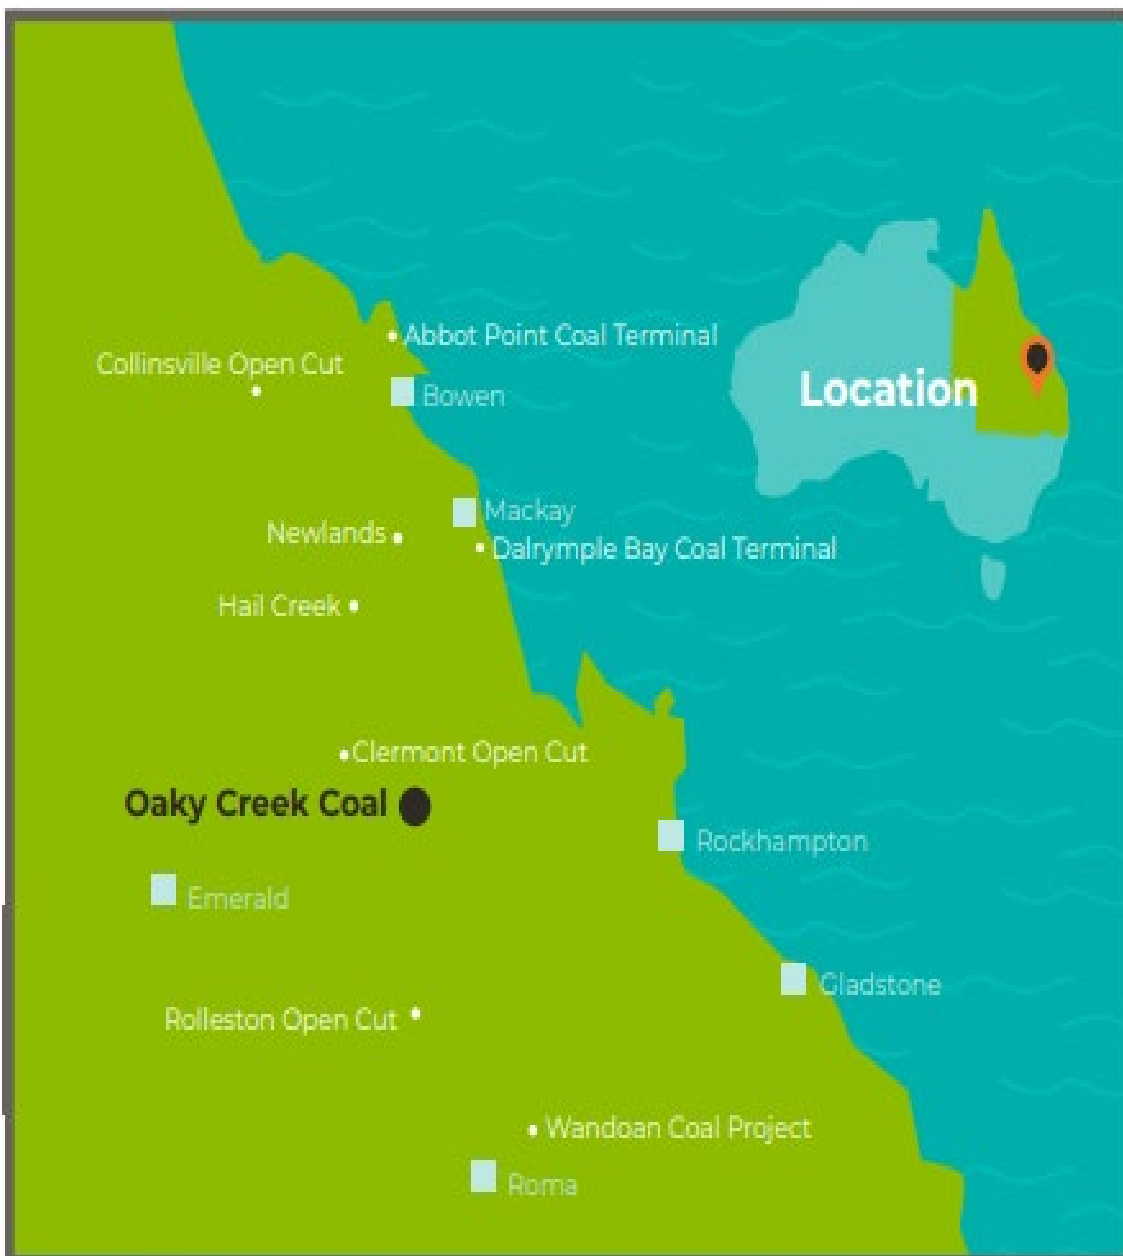 Abbot Point Coal Terminal
Collinsville Open Cut
Bowen
Location
Mackay
Newlands
Dalrymple Bay Coal Terminal
Hail Creek
Clermont Open Cut
Oaky Creek Coal
Rockhampton
Emerald
Gladstone
Rolleston Open Cut
Wandoan Coal Project
Roma